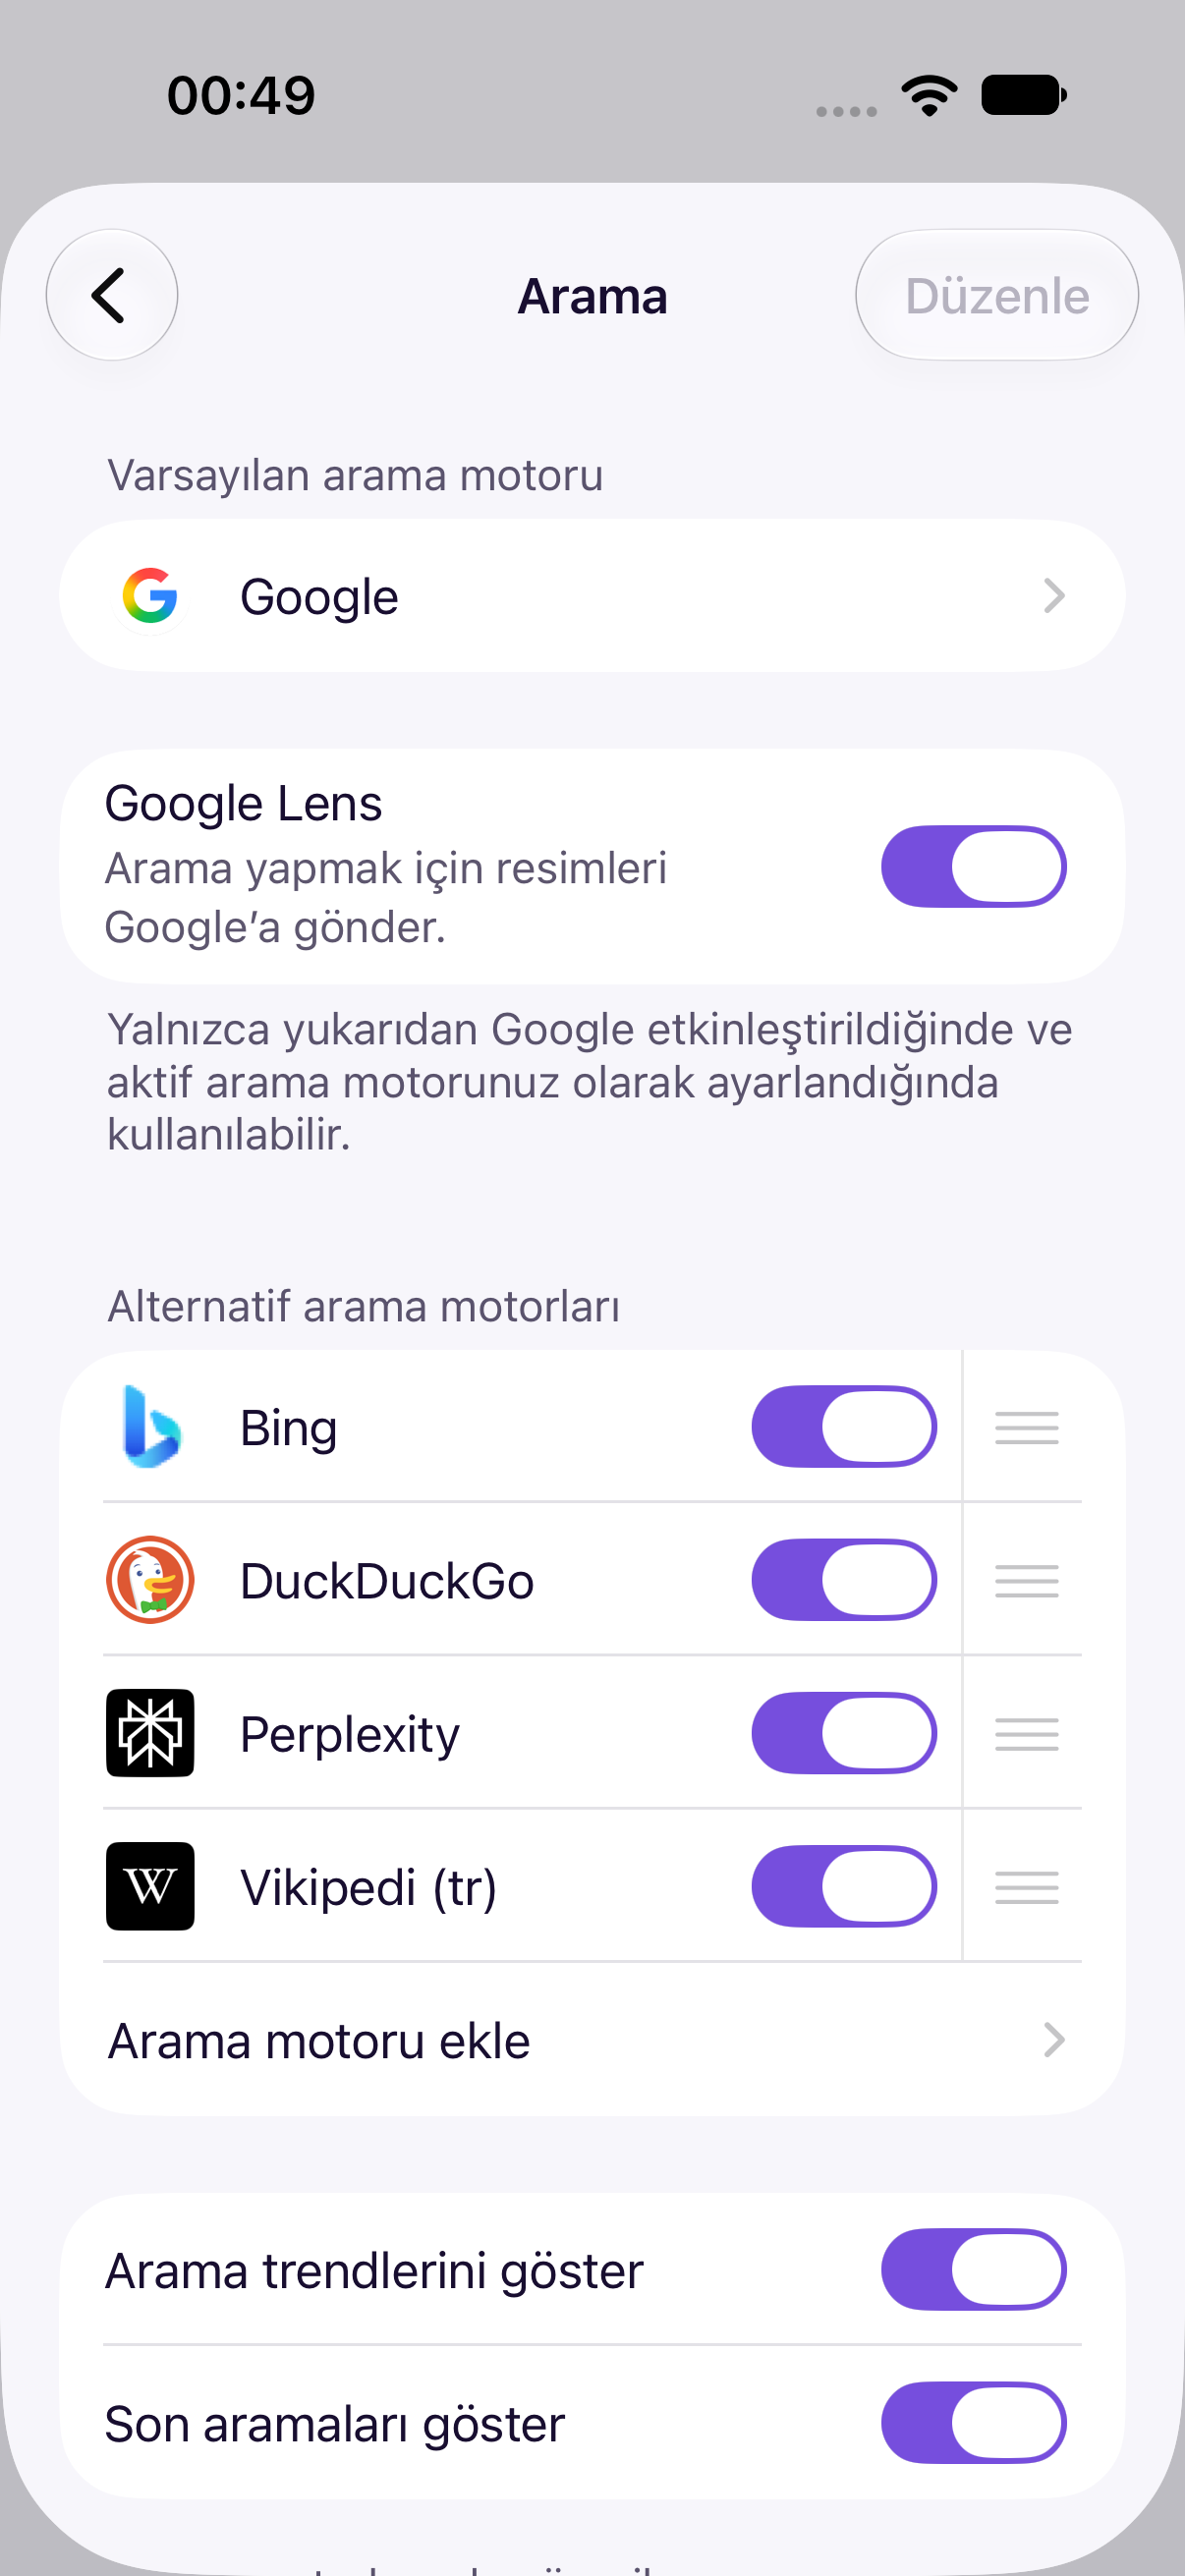 00:49
Arama
Düzenle
Varsayılan arama motoru
Google
Google Lens
Arama yapmak için resimleri
Google’a gönder.
Yalnızca yukarıdan Google etkinleştirildiğinde ve
aktif arama motorunuz olarak ayarlandığında
kullanılabilir.
Alternatif arama motorları
Bing
DuckDuckGo
Perplexity
W
Vikipedi (tr)
Arama motoru ekle
Arama trendlerini göster
Son aramaları göster